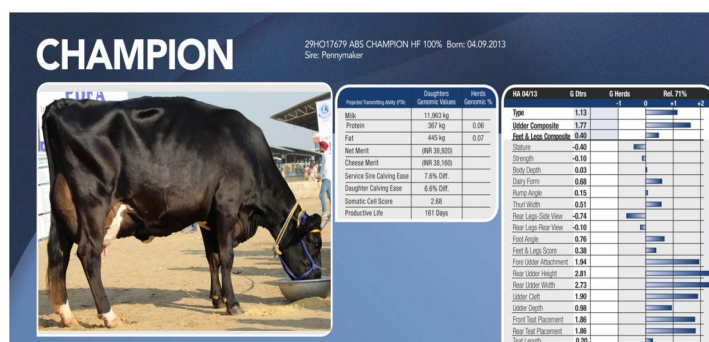 CHAMPION
29HO17679 ABS CHAMPION HF 100% Born: 04.09.2013
Sire: Pennymaker
Projected Transmitting Ability (PTA) Daughters Genomic Values Herds Genomic %
Milk 11,963 kg
Protein 367 kg 0.06
Fat 445 kg 0.07
Net Merit (INR 38,920)
Cheese Merit (INR 38,160)
Service Sire Calving Ease 7.6% Diff.
Daughter Calving Ease 6.6% Diff.
Somatic Cell Score 2.68
Productive Life 161 Days
HA 04/13 G Dtrs G Herds Rel. 71%
-1 0 +1 +2
Type 1.13
Udder Composite 1.77
Feet & Legs Composite 0.40
Stature -0.40
Strength -0.10
Body Depth 0.03
Dairy Form 0.68
Rump Angle 0.15
Thurl Width 0.51
Rear Legs-Side View -0.74
Rear Legs-Rear View -0.10
Foot Angle 0.76
Feet & Legs Score 0.38
Fore Udder Attachment 1.94
Rear Udder Height 2.81
Rear Udder Width 2.73
Udder Cleft 1.90
Udder Depth 0.98
Front Teat Placement 1.86
Rear Teat Placement 1.86
Teat Length 0.20